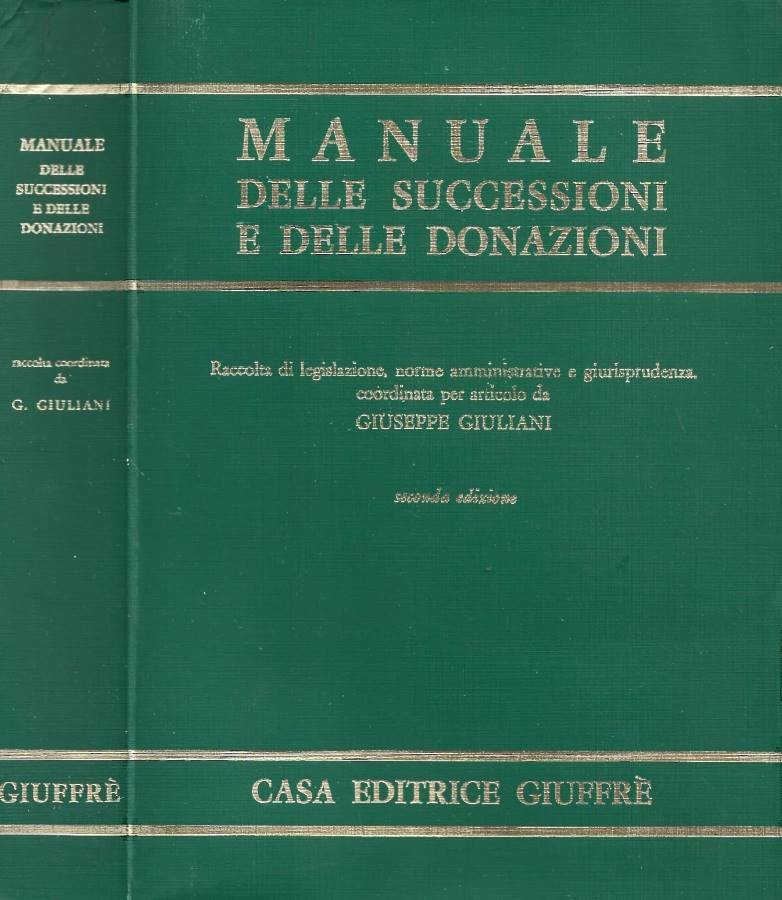 MANUALE
DELLE
SUCCESSIONI
E DELLE
DONAZIONI
raccolta coordinata
da
G. GIULIANI
GIUFFRÈ
MANUALE
DELLE SUCCESSIONI
E DELLE DONAZIONI
Raccolta di legislazione, norme amministrative e giurisprudenza,
coordinata per articolo da
GIUSEPPE GIULIANI
seconda edizione
CASA EDITRICE GIUFFRÈ